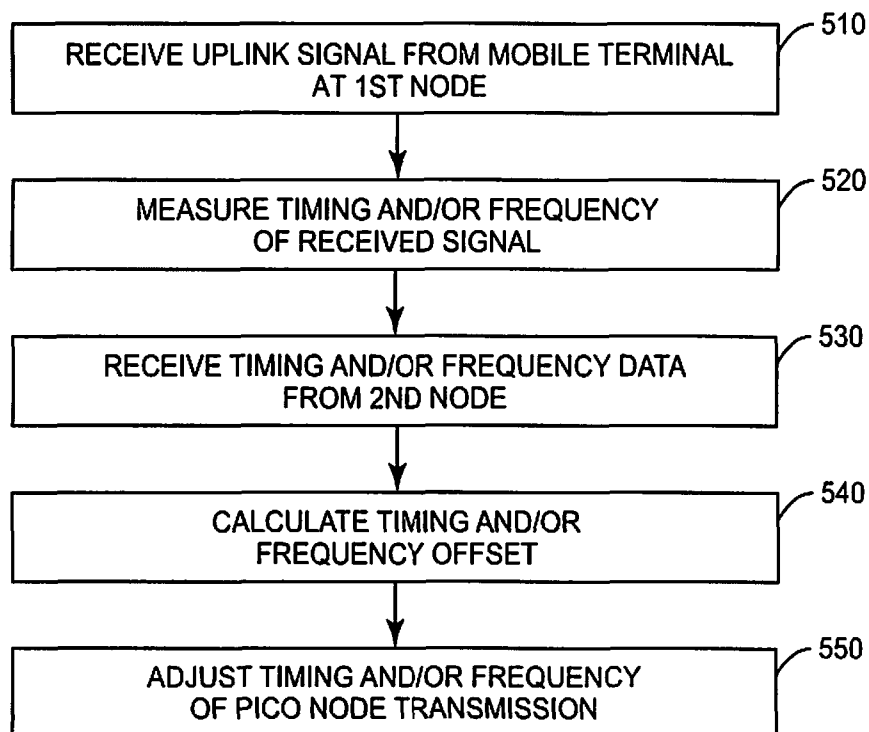 510
RECEIVE UPLINK SIGNAL FROM MOBILE TERMINAL
AT 1ST NODE
520
MEASURE TIMING AND/OR FREQUENCY
OF RECEIVED SIGNAL
530
RECEIVE TIMING AND/OR FREQUENCY DATA
FROM 2ND NODE
540
CALCULATE TIMING AND/OR
FREQUENCY OFFSET
550
ADJUST TIMING AND/OR FREQUENCY
OF PICO NODE TRANSMISSION